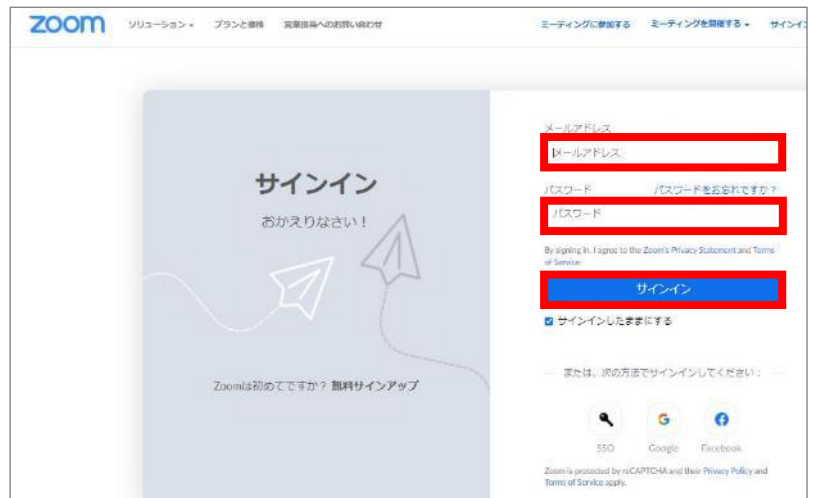 zoom ソリューション プランと価格 営業担当へのお問い合わせ ミーティングに参加する ミーティングを開催する サインイン
メールアドレス
メールアドレス
サインイン
パスワード パスワードをお忘れですか?
おかえりなさい!
パスワード
By signing in, I agree to the Zoom's Privacy Statement and Terms
of Service.
サインイン
サインインしたままにする
または、次の方法でサインインしてください:
Zoomは初めてですか? 無料サインアップ
SSO Google Facebook
Zoom is protected by reCAPTCHA and their Privacy Policy and
Terms of Service apply.